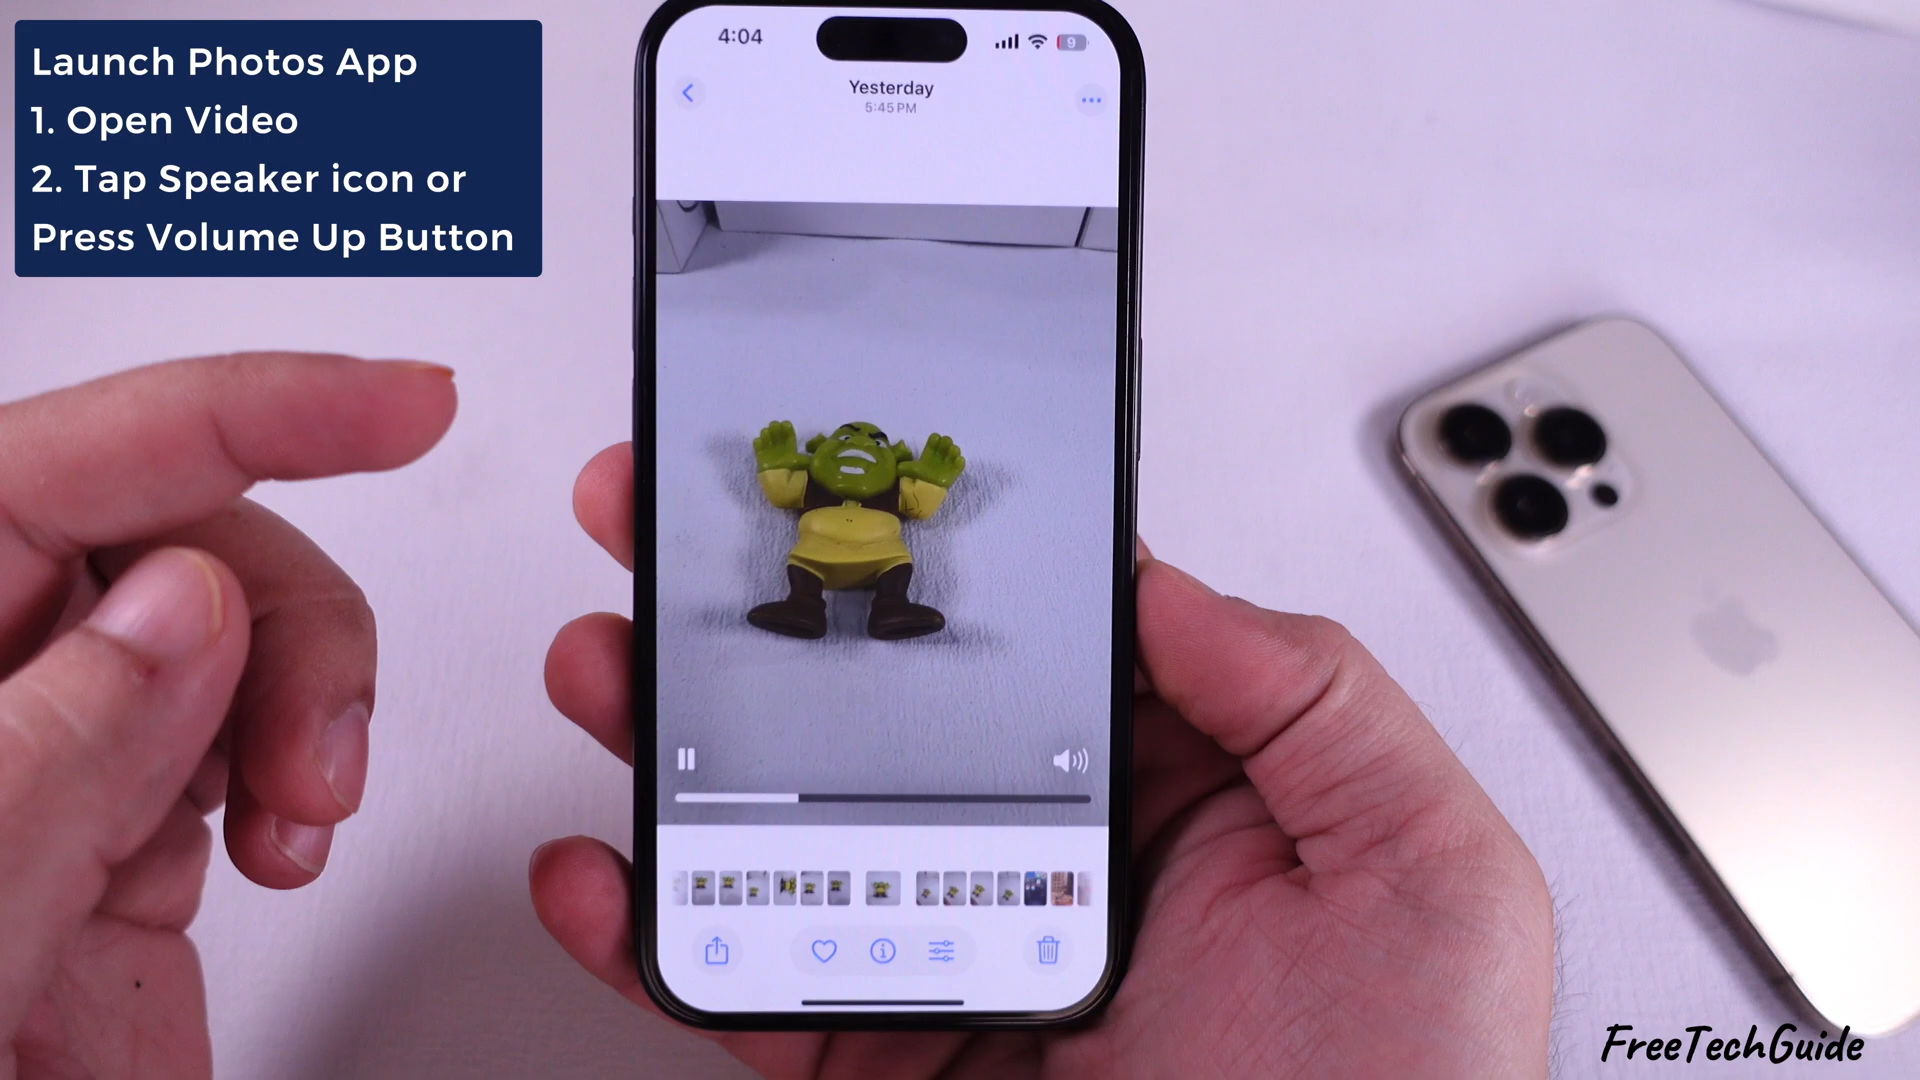 Launch Photos App
1. Open Video
2. Tap Speaker icon or
Press Volume Up Button
4:04
9
Yesterday
5:45 PM
FreeTechGuide